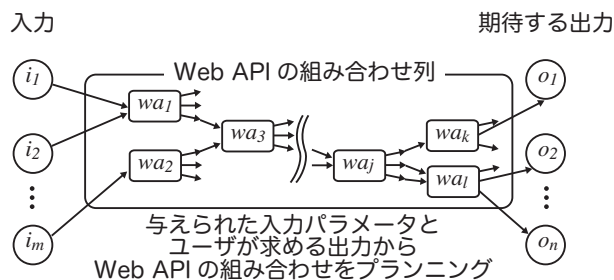 入力
期待する出力
Web API の組み合わせ列
i1
i2
im
wa1
wa2
wa3
waj
wak
wal
o1
o2
on
与えられた入力パラメータと
ユーザが求める出力から
Web API の組み合わせをプランニング